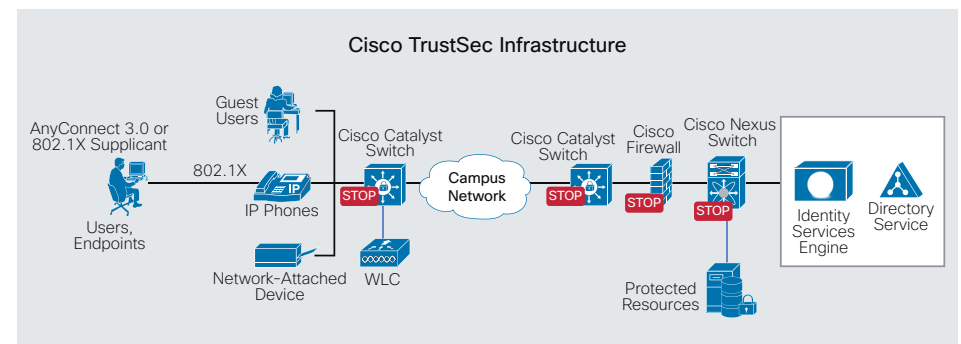 Cisco TrustSec Infrastructure
Guest
Users
AnyConnect 3.0 or
802.1X Supplicant
802.1X
IP
IP Phones
Users,
Endpoints
Network-Attached
Device
Cisco Catalyst
Switch
STOP
WLC
Campus
Network
Cisco Catalyst
Switch
STOP
Cisco
Firewall
STOP
Cisco Nexus
Switch
STOP
Protected
Resources
Identity
Services
Engine
Directory
Service